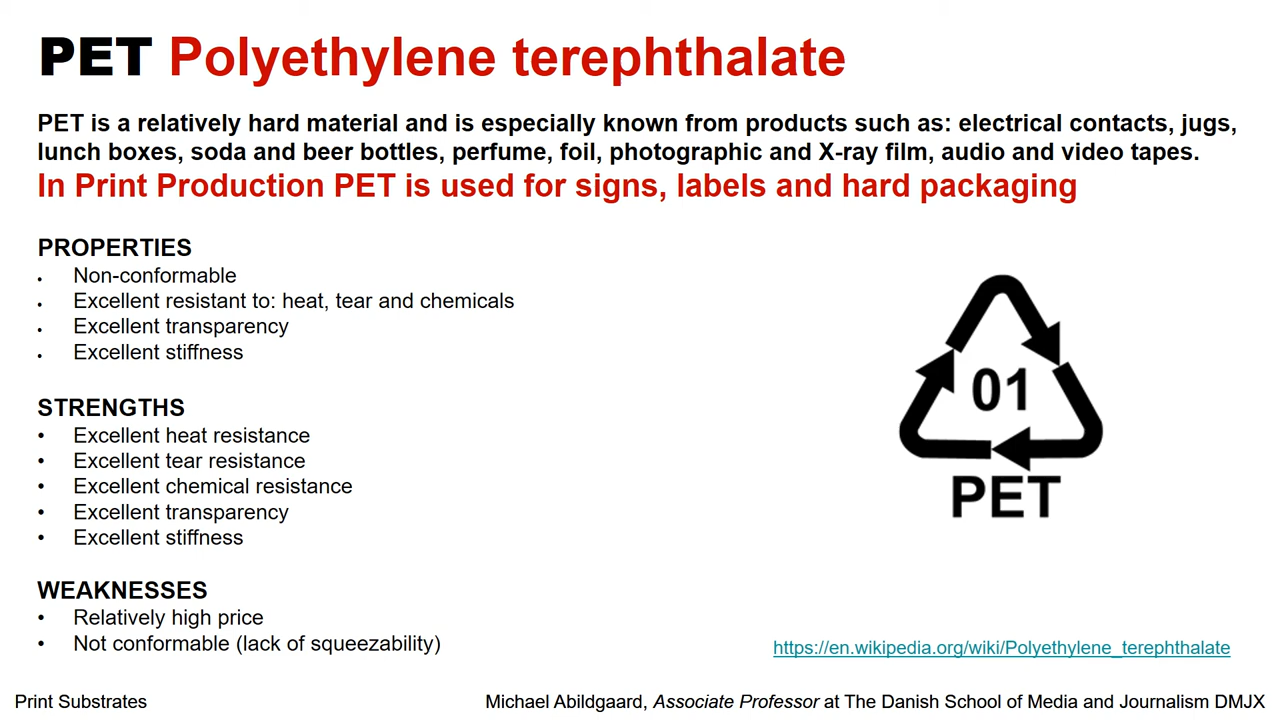 PET Polyethylene terephthalate
PET is a relatively hard material and is especially known from products such as: electrical contacts, jugs,
lunch boxes, soda and beer bottles, perfume, foil, photographic and X-ray film, audio and video tapes.
In Print Production PET is used for signs, labels and hard packaging
PROPERTIES
• Non-conformable
• Excellent resistant to: heat, tear and chemicals
• Excellent transparency
• Excellent stiffness
STRENGTHS
• Excellent heat resistance
• Excellent tear resistance
• Excellent chemical resistance
• Excellent transparency
• Excellent stiffness
WEAKNESSES
• Relatively high price
• Not conformable (lack of squeezability)
01
PET
https://en.wikipedia.org/wiki/Polyethylene_terephthalate
Print Substrates
Michael Abildgaard, Associate Professor at The Danish School of Media and Journalism DMJX